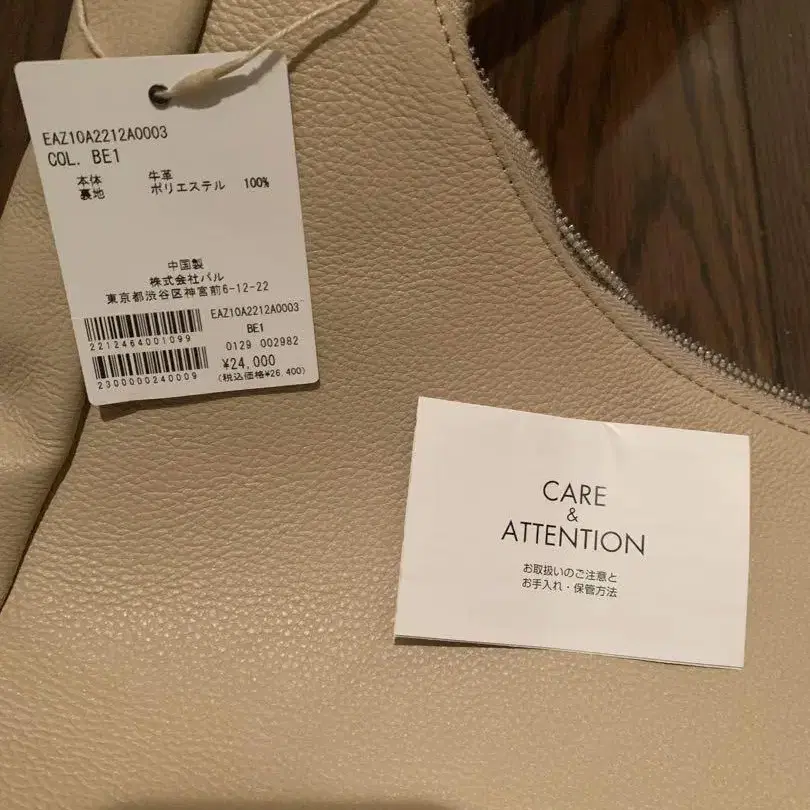 EAZ10A2212A0003
COL. BE1
本体 牛革
裏地 ポリエステル 100%
中国製
株式会社パル
東京都渋谷区神宮前6-12-22
EAZ10A2212A0003
BE1
2212464001099
0129 002982
¥24,000
2300000240009
(税込価格¥26.400)
CARE
&
ATTENTION
お取扱いのご注意と
お手入れ・保管方法